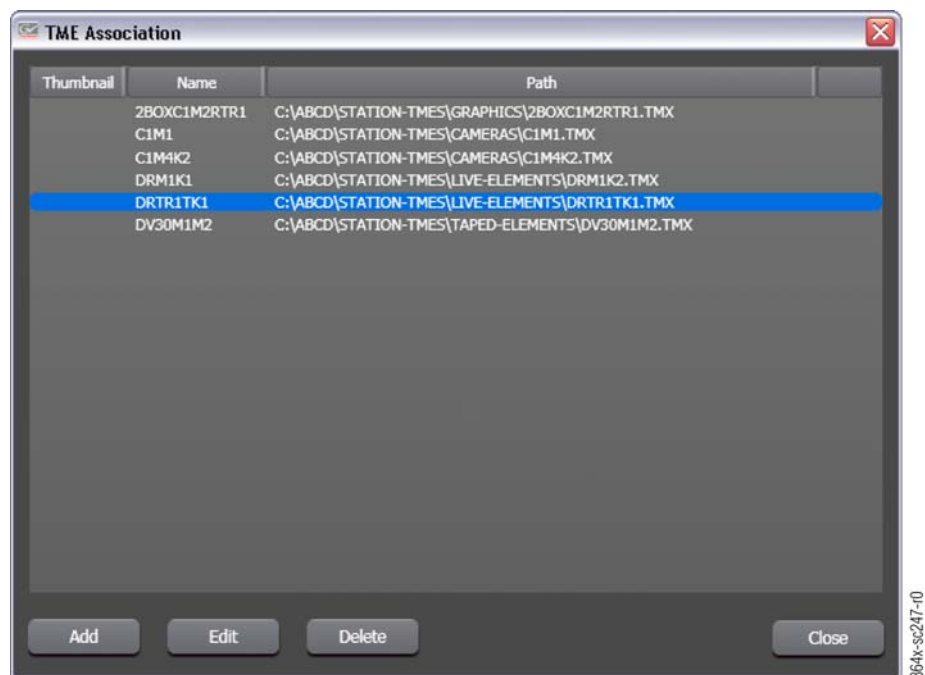 TME Association
Thumbnail Name Path
2BOXC1M2RTR1 C:\ABCD\STATION-TMES\GRAPHICS\2BOXC1M2RTR1.TMX
C1M1 C:\ABCD\STATION-TMES\CAMERAS\C1M1.TMX
C1M4K2 C:\ABCD\STATION-TMES\CAMERAS\C1M4K2.TMX
DRM1K1 C:\ABCD\STATION-TMES\LIVE-ELEMENTS\DRM1K2.TMX
DRTR1TK1 C:\ABCD\STATION-TMES\LIVE-ELEMENTS\DRTR1TK1.TMX
DV30M1M2 C:\ABCD\STATION-TMES\TAPED-ELEMENTS\DV30M1M2.TMX
Add Edit Delete Close
864x-sc247-r0